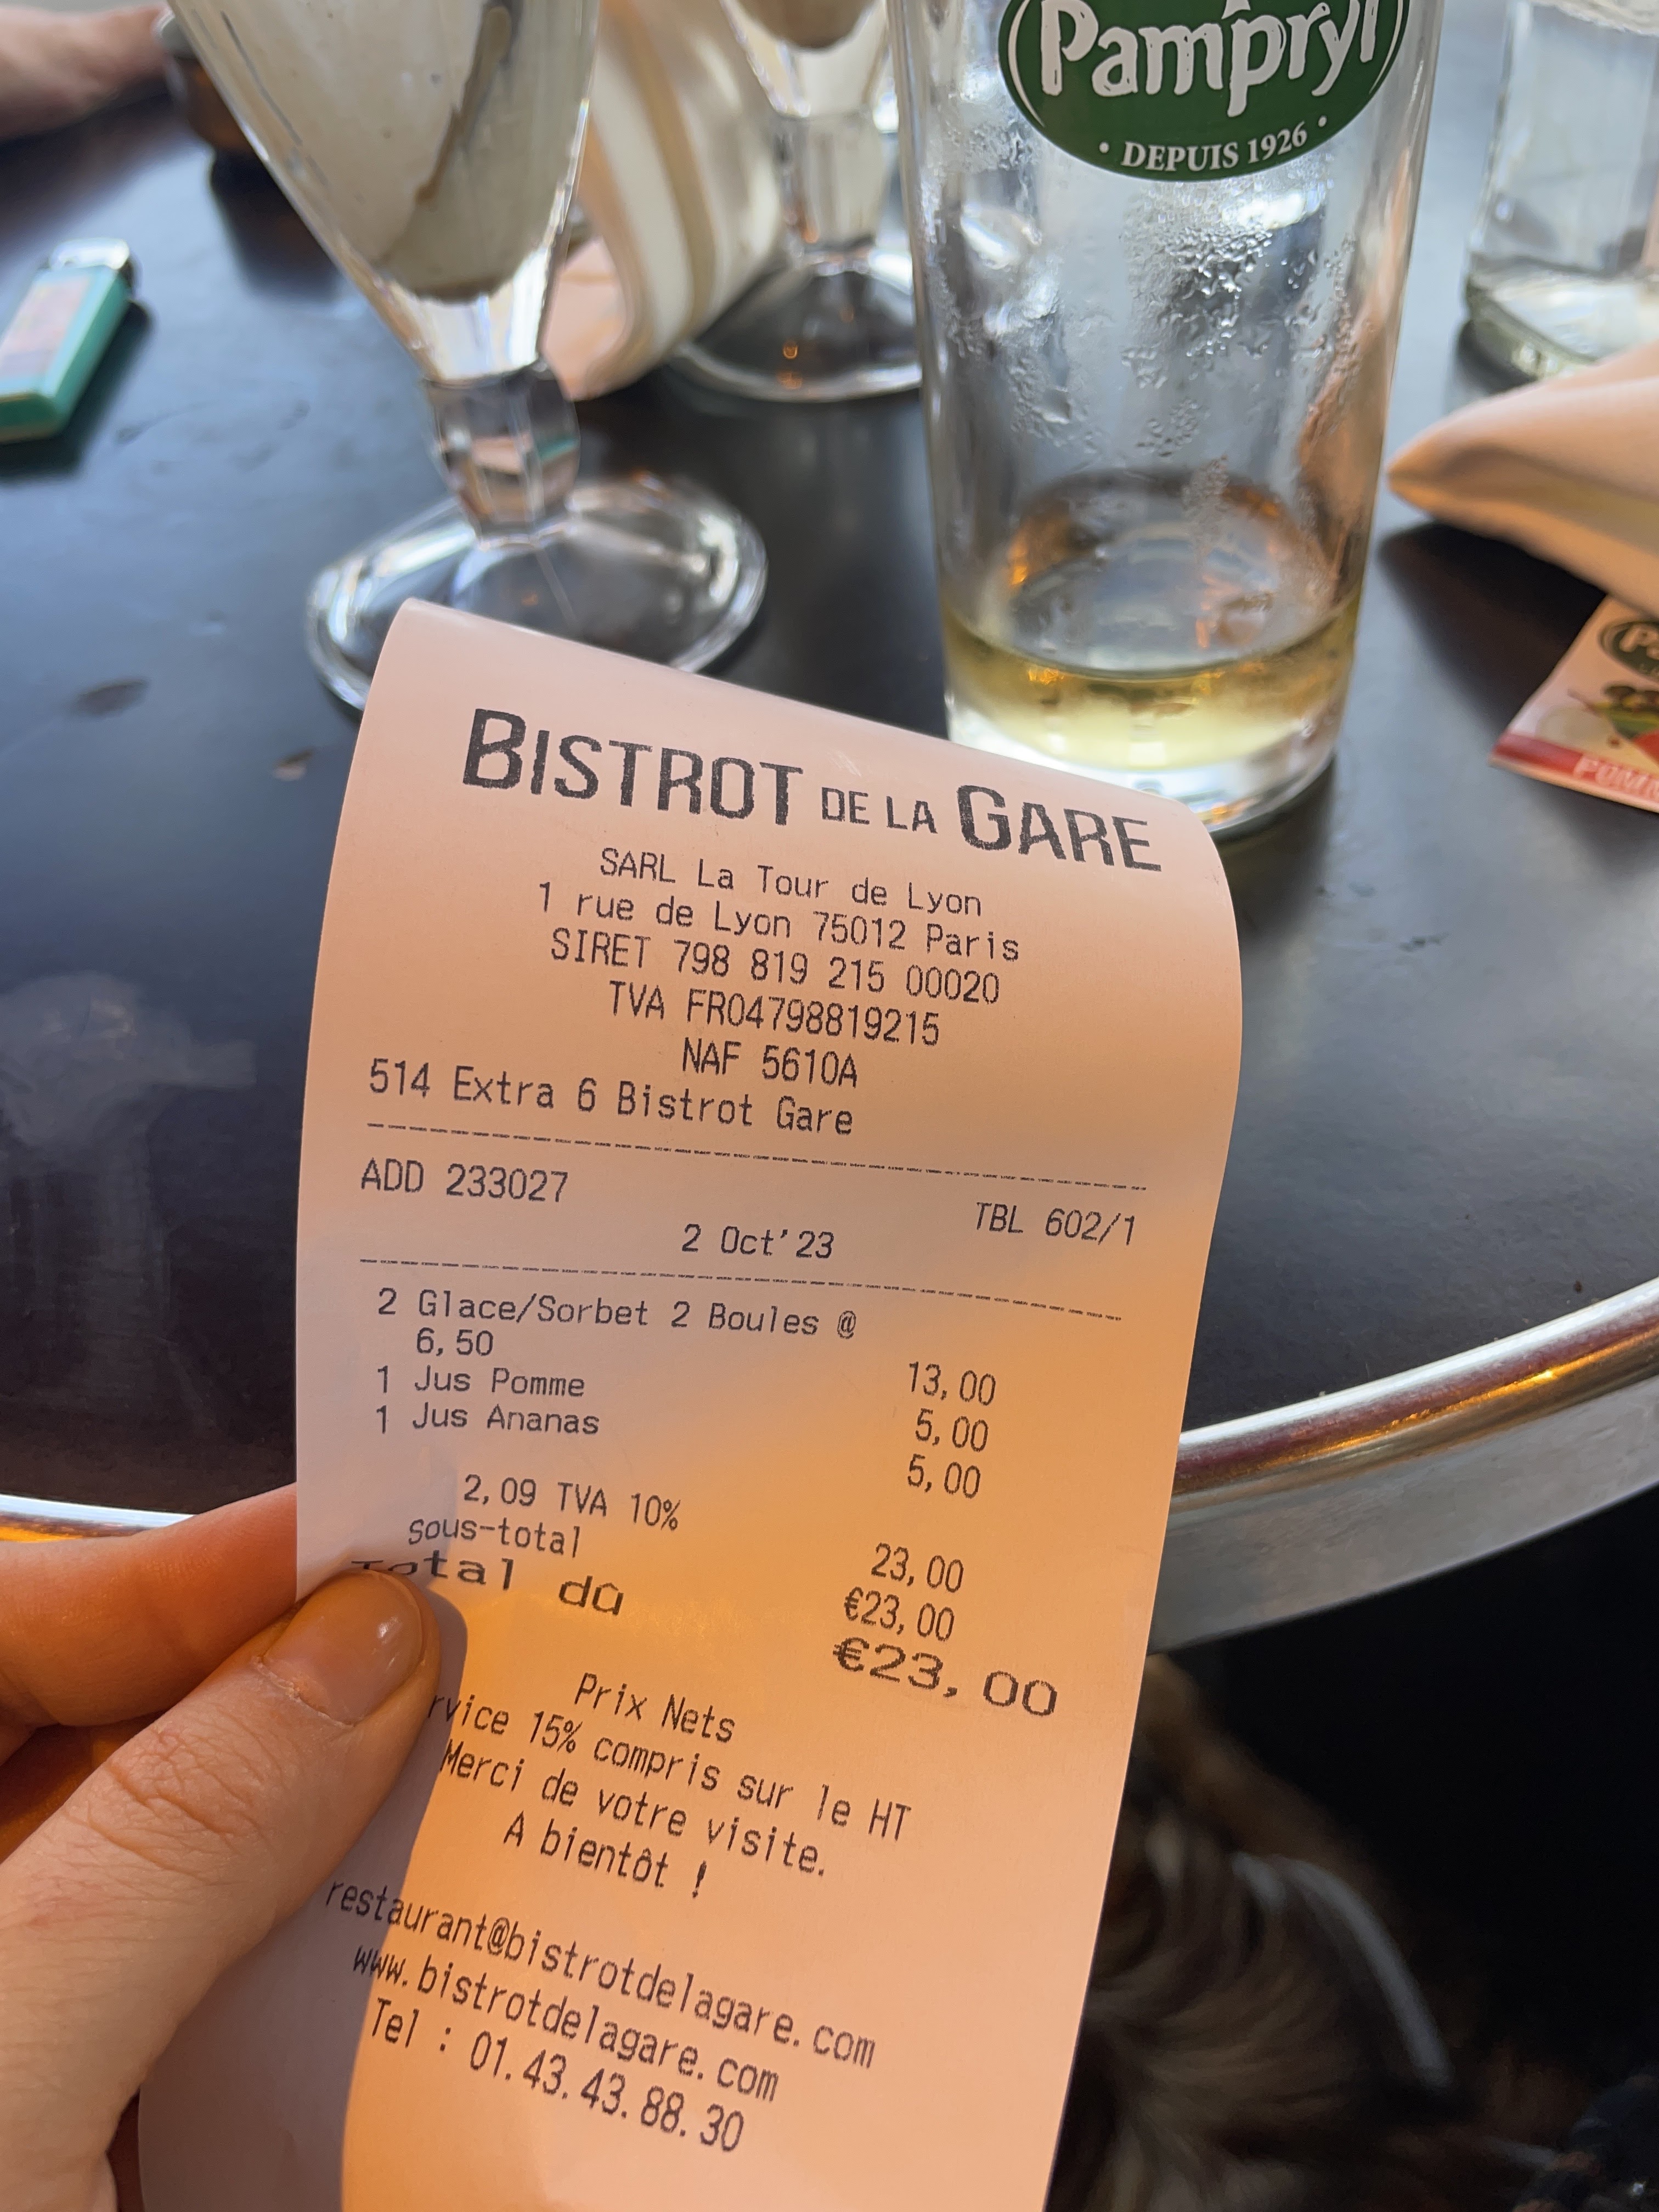 Pampryl
• DEPUIS 1926 •
BISTROT DE LA GARE
SARL La Tour de Lyon
1 rue de Lyon 75012 Paris
SIRET 798 819 215 00020
TVA FR04798819215
NAF 5610A
514 Extra 6 Bistrot Gare
ADD 233027 TBL 602/1
2 Oct'23
2 Glace/Sorbet 2 Boules @
6,50 13,00
1 Jus Pomme 5,00
1 Jus Ananas 5,00
2,09 TVA 10% 23,00
sous-total €23,00
Total dû €23,00
Prix Nets
rvice 15% compris sur le HT
Merci de votre visite.
A bientôt !
restaurant@bistrotdelagare.com
www.bistrotdelagare.com
Tel : 01.43.43.88.30